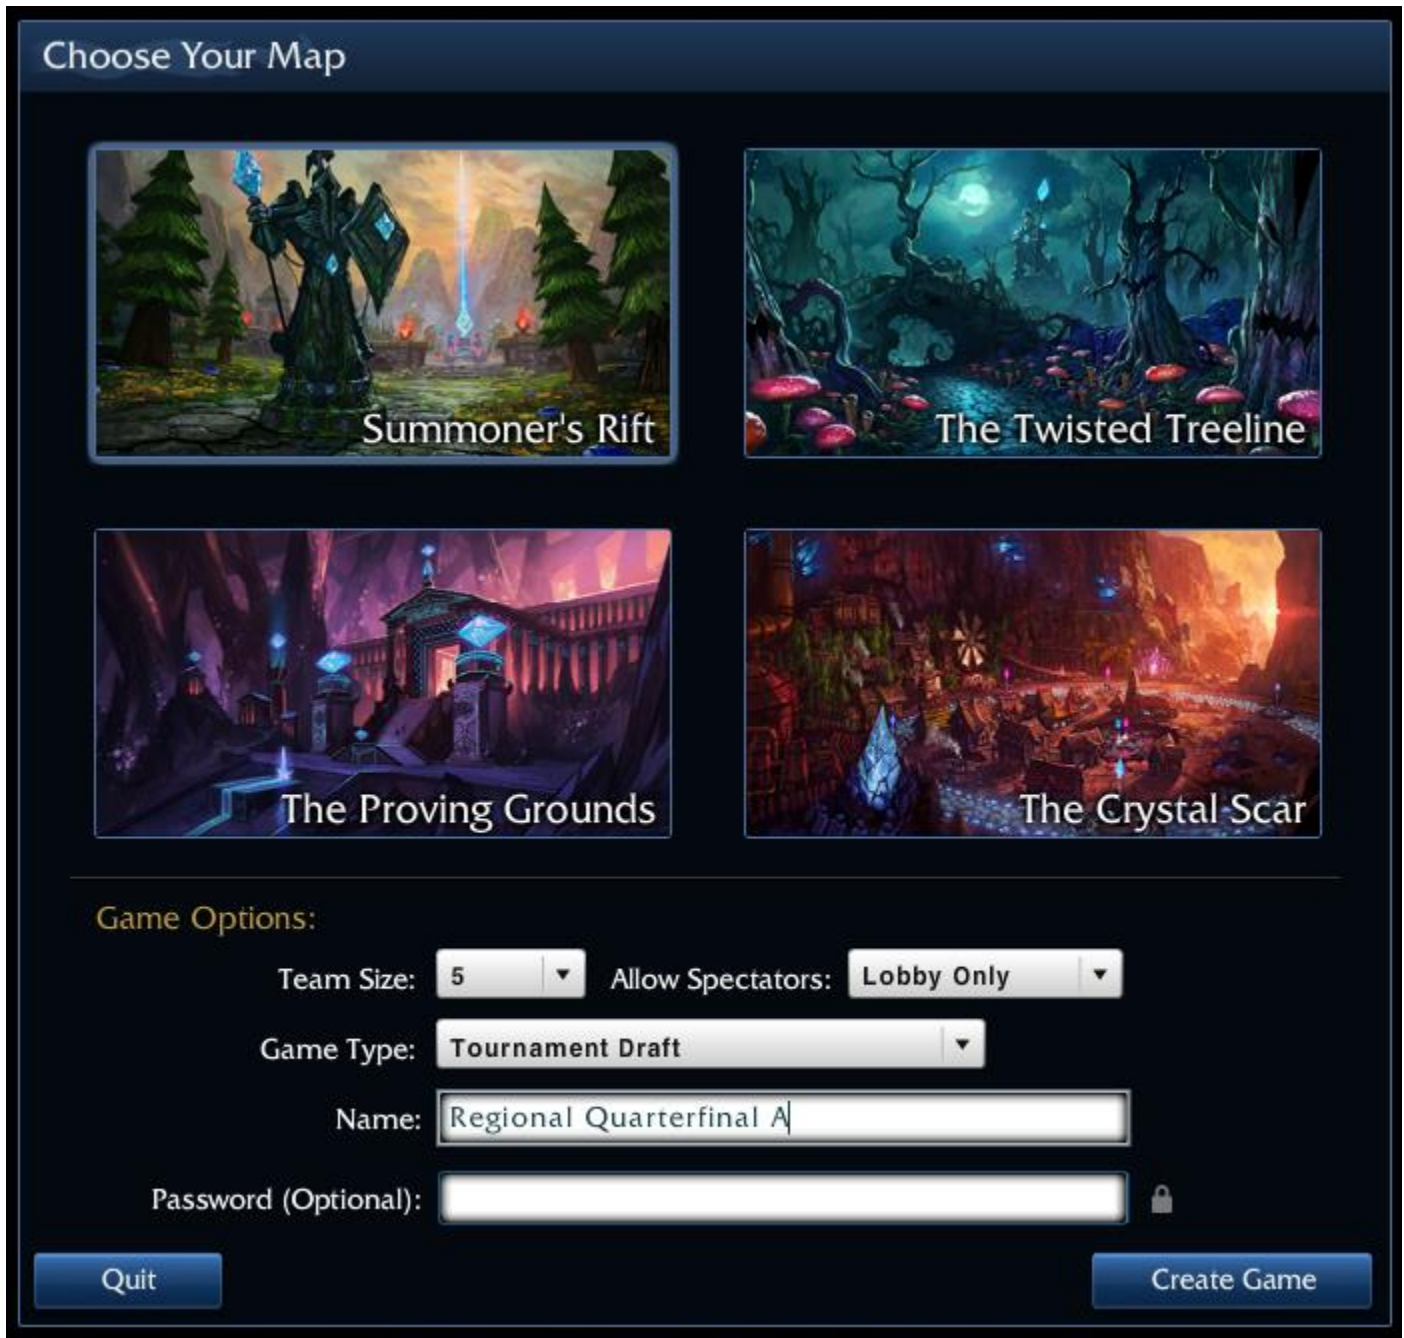 Choose Your Map
Summoner's Rift
The Twisted Treeline
The Proving Grounds
The Crystal Scar
Game Options:
Team Size: 5 Allow Spectators: Lobby Only
Game Type: Tournament Draft
Name: Regional Quarterfinal A
Password (Optional):
Quit Create Game